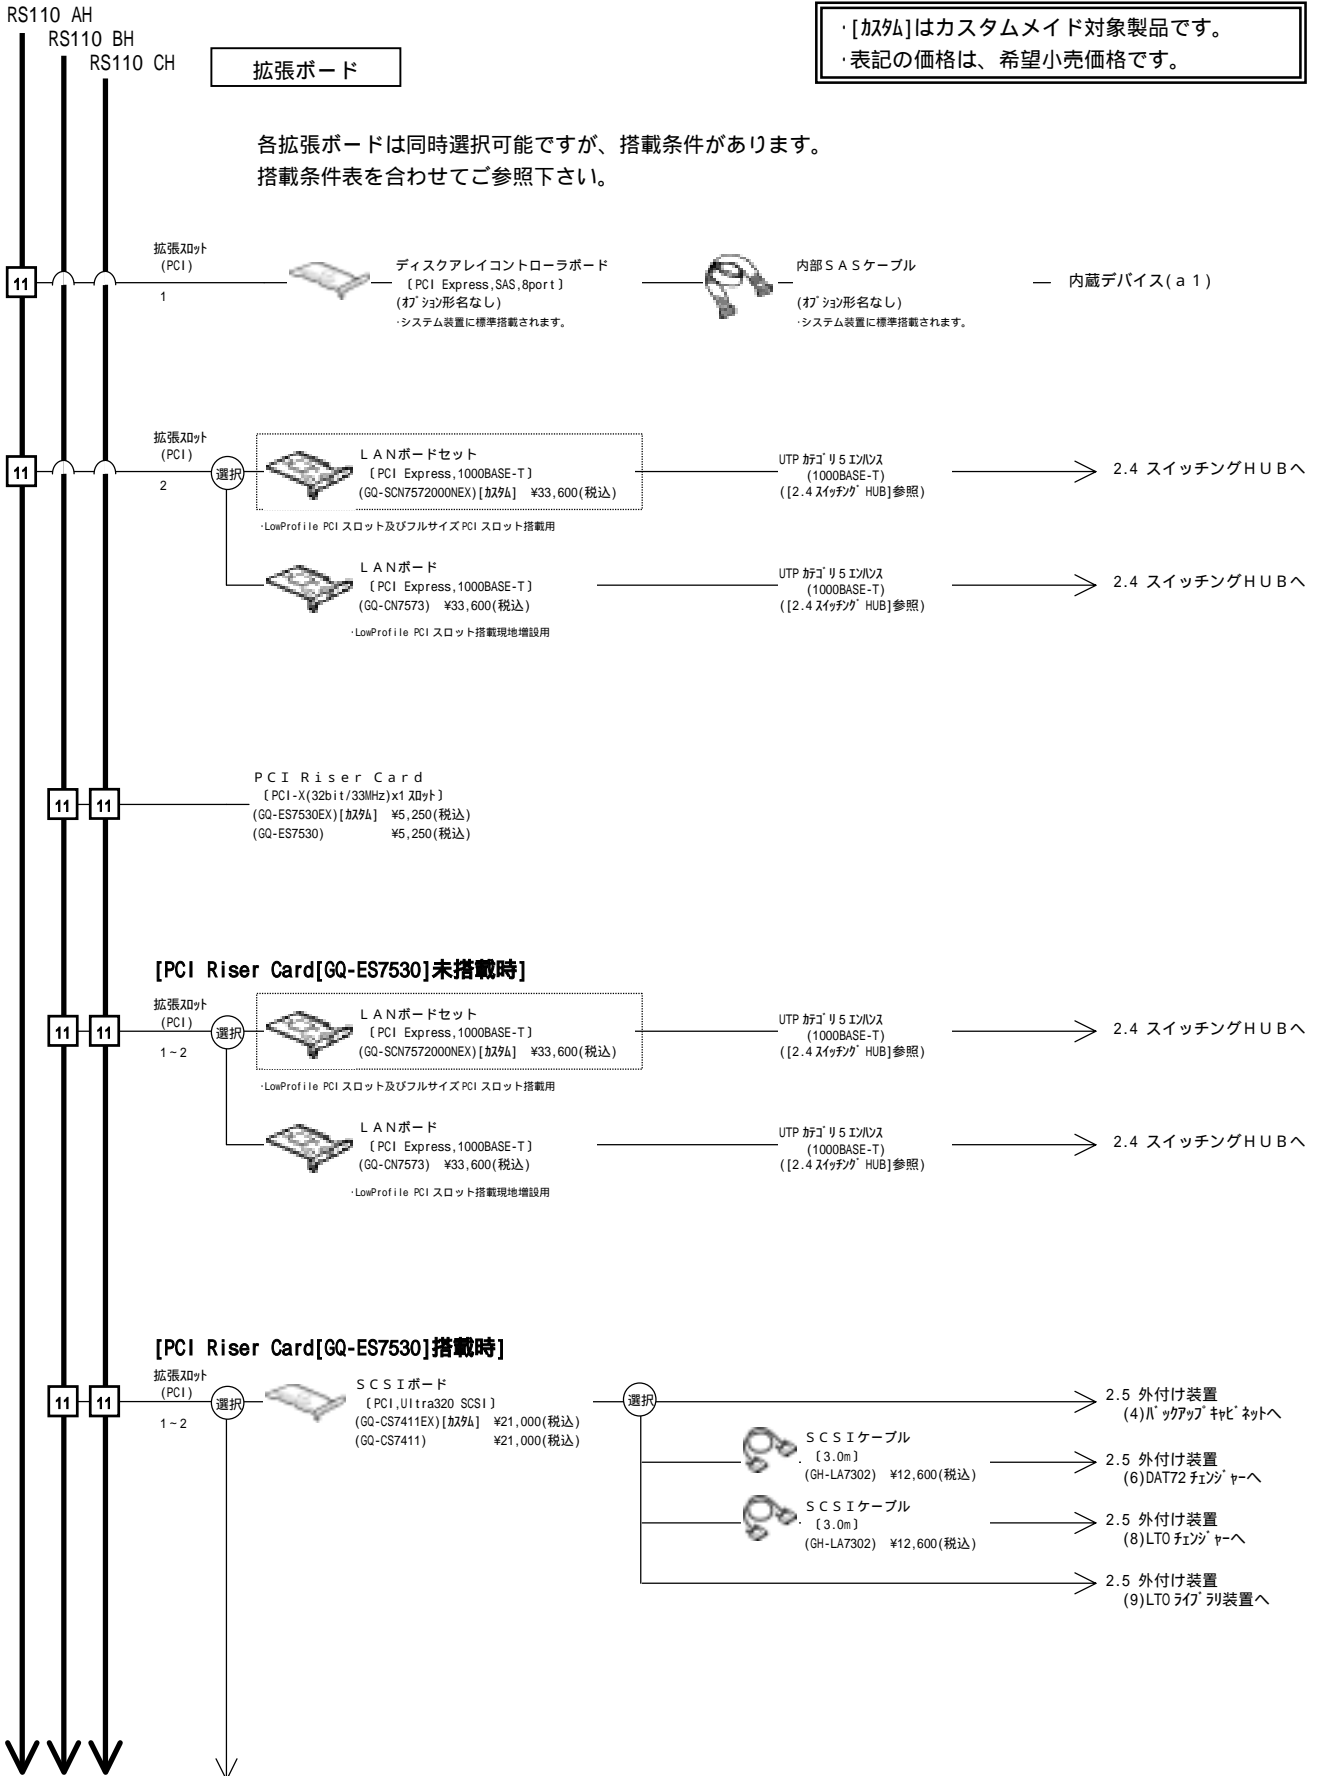 RS110 AH
RS110 BH
RS110 CH
拡張ボード
・[ｶｽﾀﾑ]はカスタムメイド対象製品です。
・表記の価格は、希望小売価格です。
各拡張ボードは同時選択可能ですが、搭載条件があります。
搭載条件表を合わせてご参照下さい。
11
拡張ｽﾛｯﾄ
(PCI)
1
ディスクアレイコントローラボード
〔PCI Express,SAS,8port〕
(ｵﾌﾟｼｮﾝ形名なし)
・システム装置に標準搭載されます。
内部ＳＡＳケーブル
(ｵﾌﾟｼｮﾝ形名なし)
・システム装置に標準搭載されます。
内蔵デバイス(ａ１)
11
拡張ｽﾛｯﾄ
(PCI)
2
選択
ＬＡＮボードセット
〔PCI Express,1000BASE-T〕
(GQ-SCN7572000NEX)[ｶｽﾀﾑ] ¥33,600(税込)
・LowProfile PCI スロット及びフルサイズ PCI スロット搭載用
UTP ｶﾃｺﾞﾘ 5 ｴﾝﾊﾝｽ
(1000BASE-T)
([2.4 ｽｲｯﾁﾝｸﾞ HUB]参照)
2.4 スイッチングＨＵＢへ
ＬＡＮボード
〔PCI Express,1000BASE-T〕
(GQ-CN7573) ¥33,600(税込)
・LowProfile PCI スロット搭載現地増設用
UTP ｶﾃｺﾞﾘ 5 ｴﾝﾊﾝｽ
(1000BASE-T)
([2.4 ｽｲｯﾁﾝｸﾞ HUB]参照)
2.4 スイッチングＨＵＢへ
11 11
ＰＣＩ Ｒｉｓｅｒ Ｃａｒｄ
〔PCI-X(32bit/33MHz)x1 ｽﾛｯﾄ〕
(GQ-ES7530EX)[ｶｽﾀﾑ] ¥5,250(税込)
(GQ-ES7530) ¥5,250(税込)
[PCI Riser Card[GQ-ES7530]未搭載時]
11 11
拡張ｽﾛｯﾄ
(PCI)
1~2
選択
ＬＡＮボードセット
〔PCI Express,1000BASE-T〕
(GQ-SCN7572000NEX)[ｶｽﾀﾑ] ¥33,600(税込)
・LowProfile PCI スロット及びフルサイズ PCI スロット搭載用
UTP ｶﾃｺﾞﾘ 5 ｴﾝﾊﾝｽ
(1000BASE-T)
([2.4 ｽｲｯﾁﾝｸﾞ HUB]参照)
2.4 スイッチングＨＵＢへ
ＬＡＮボード
〔PCI Express,1000BASE-T〕
(GQ-CN7573) ¥33,600(税込)
・LowProfile PCI スロット搭載現地増設用
UTP ｶﾃｺﾞﾘ 5 ｴﾝﾊﾝｽ
(1000BASE-T)
([2.4 ｽｲｯﾁﾝｸﾞ HUB]参照)
2.4 スイッチングＨＵＢへ
[PCI Riser Card[GQ-ES7530]搭載時]
11 11
拡張ｽﾛｯﾄ
(PCI)
1~2
選択
ＳＣＳＩボード
〔PCI,Ultra320 SCSI〕
(GQ-CS7411EX)[ｶｽﾀﾑ] ¥21,000(税込)
(GQ-CS7411) ¥21,000(税込)
選択
2.5 外付け装置
(4)ﾊﾞｯｸｱｯﾌﾟｷｬﾋﾞﾈｯﾄへ
ＳＣＳＩケーブル
〔3.0m〕
(GH-LA7302) ¥12,600(税込)
2.5 外付け装置
(6)DAT72 ﾁｪﾝｼﾞｬｰへ
ＳＣＳＩケーブル
〔3.0m〕
(GH-LA7302) ¥12,600(税込)
2.5 外付け装置
(8)LTO ﾁｪﾝｼﾞｬｰへ
2.5 外付け装置
(9)LTO ﾗｲﾌﾞﾗﾘ装置へ